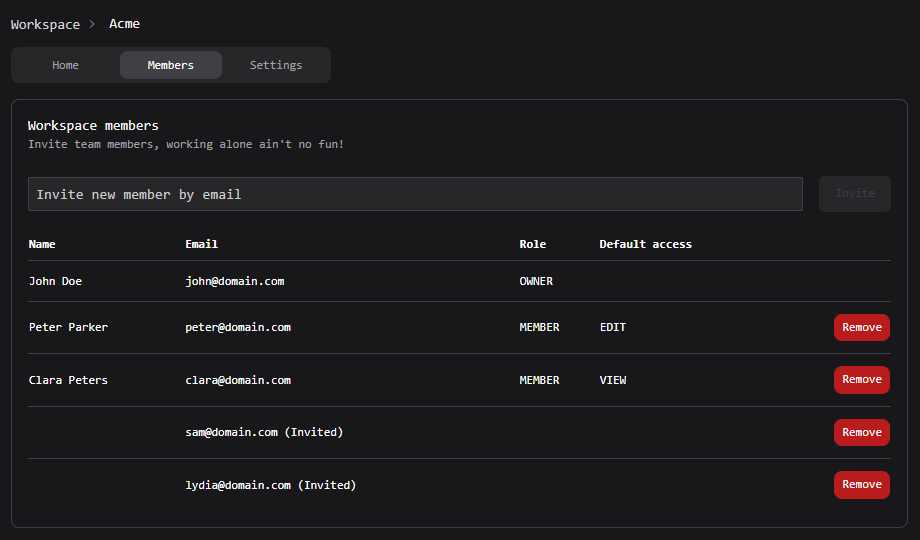 Workspace > Acme
Home Members Settings
Workspace members
Invite team members, working alone ain't no fun!
Invite new member by email Invite
Name Email Role Default access
John Doe john@domain.com OWNER
Peter Parker peter@domain.com MEMBER EDIT Remove
Clara Peters clara@domain.com MEMBER VIEW Remove
sam@domain.com (Invited) Remove
lydia@domain.com (Invited) Remove